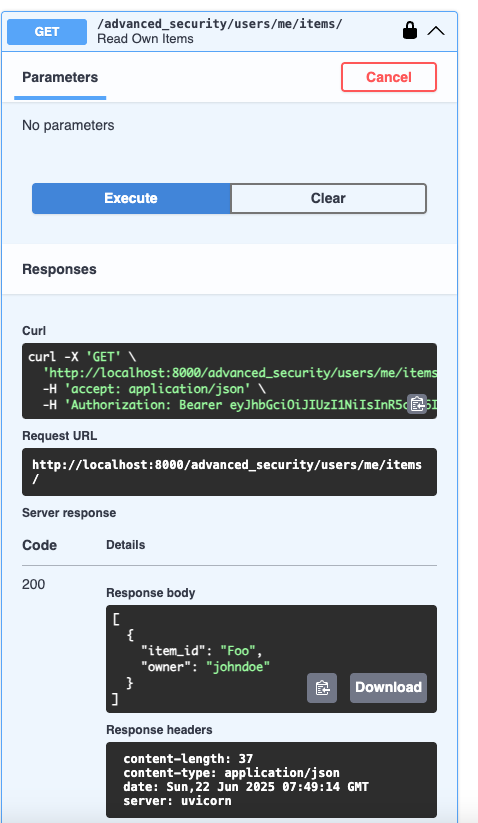 GET
/advanced_security/users/me/items/
Read Own Items
Parameters
Cancel
No parameters
Execute
Clear
Responses
Curl
curl -X 'GET' \
'http://localhost:8000/advanced_security/users/me/items
-H 'accept: application/json' \
-H 'Authorization: Bearer eyJhbGciOiJIUzI1NiIsInR5c
Request URL
http://localhost:8000/advanced_security/users/me/items
/
Server response
Code
Details
200
Response body
[
{
"item_id": "Foo",
"owner": "johndoe"
}
]
Download
Response headers
content-length: 37
content-type: application/json
date: Sun,22 Jun 2025 07:49:14 GMT
server: uvicorn